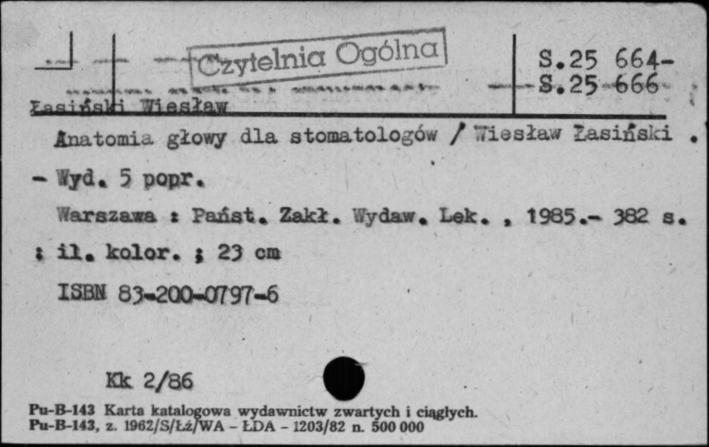 Czytelnia Ogólna
S.25 664-
-S.25 666
Łasiński Wiesław
Anatomia głowy dla stomatologów / Wiesław Łasiński .
- Wyd. 5 popr.
Warszawa : Państ. Zakł. Wydaw. Lek. , 1985.- 382 s.
; il. kolor. ; 23 cm
ISBN 83-200-0797-6
Kk 2/86
Pu-B-143 Karta katalogowa wydawnictw zwartych i ciągłych.
Pu-B-143, z. 1962/S/Łź/WA - ŁDA - 1203/82 n. 500 000